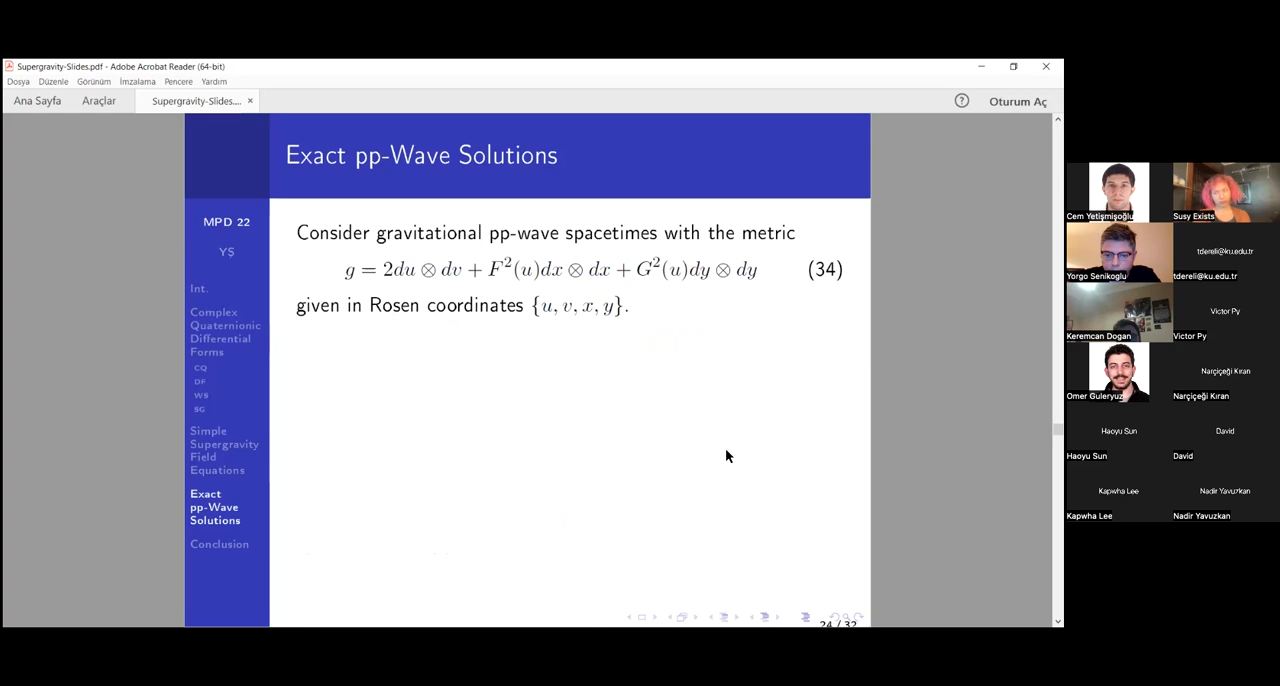 Supergravity-Slides.pdf - Adobe Acrobat Reader (64-bit)
Dosya Düzenle Görünüm İmzalama Pencere Yardım
Ana Sayfa Araçlar Supergravity-Slides.... × Oturum Aç
Exact pp-Wave Solutions
MPD 22
YŞ
Int.
Complex
Quaternionic
Differential
Forms
CQ
DF
WS
SG
Simple
Supergravity
Field
Equations
Exact
pp-Wave
Solutions
Conclusion
Consider gravitational pp-wave spacetimes with the metric
g = 2du ⊗ dv + F²(u)dx ⊗ dx + G²(u)dy ⊗ dy (34)
given in Rosen coordinates {u, v, x, y}.
24 / 32
Cem Yetişmişoğlu
Susy Exists
Yorgo Senikoglu
tdereli@ku.edu.tr
tdereli@ku.edu.tr
Keremcan Dogan
Victor Py
Victor Py
Omer Guleryuz
Narçiçeği Kıran
Narçiçeği Kıran
Haoyu Sun
Haoyu Sun
David
David
Kapwha Lee
Kapwha Lee
Nadir Yavuzkan
Nadir Yavuzkan